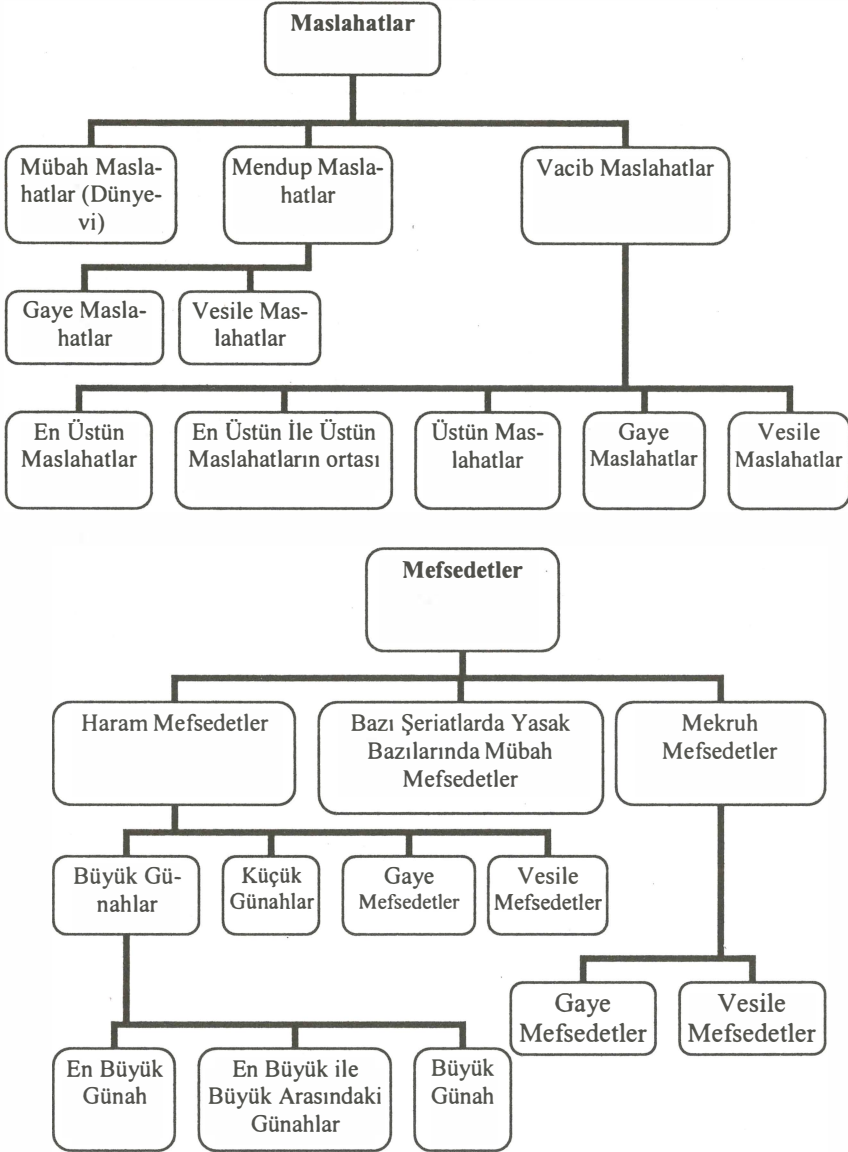 Maslahatlar
Mübah Masla-
hatlar (Dünye-
vi)
Mendup Masla-
hatlar
Vacib Maslahatlar
Gaye Masla-
hatlar
Vesile Mas-
lahatlar
En Üstün
Maslahatlar
En Üstün İle Üstün
Maslahatların ortası
Üstün Mas-
lahatlar
Gaye
Maslahatlar
Vesile
Maslahatlar
Mefsedetler
Haram Mefsedetler
Bazı Şeriatlarda Yasak
Bazılarında Mübah
Mefsedetler
Mekruh
Mefsedetler
Büyük Gü-
nahlar
Küçük
Günahlar
Gaye
Mefsedetler
Vesile
Mefsedetler
Gaye
Mefsedetler
Vesile
Mefsedetler
En Büyük
Günah
En Büyük ile
Büyük Arasındaki
Günahlar
Büyük
Günah